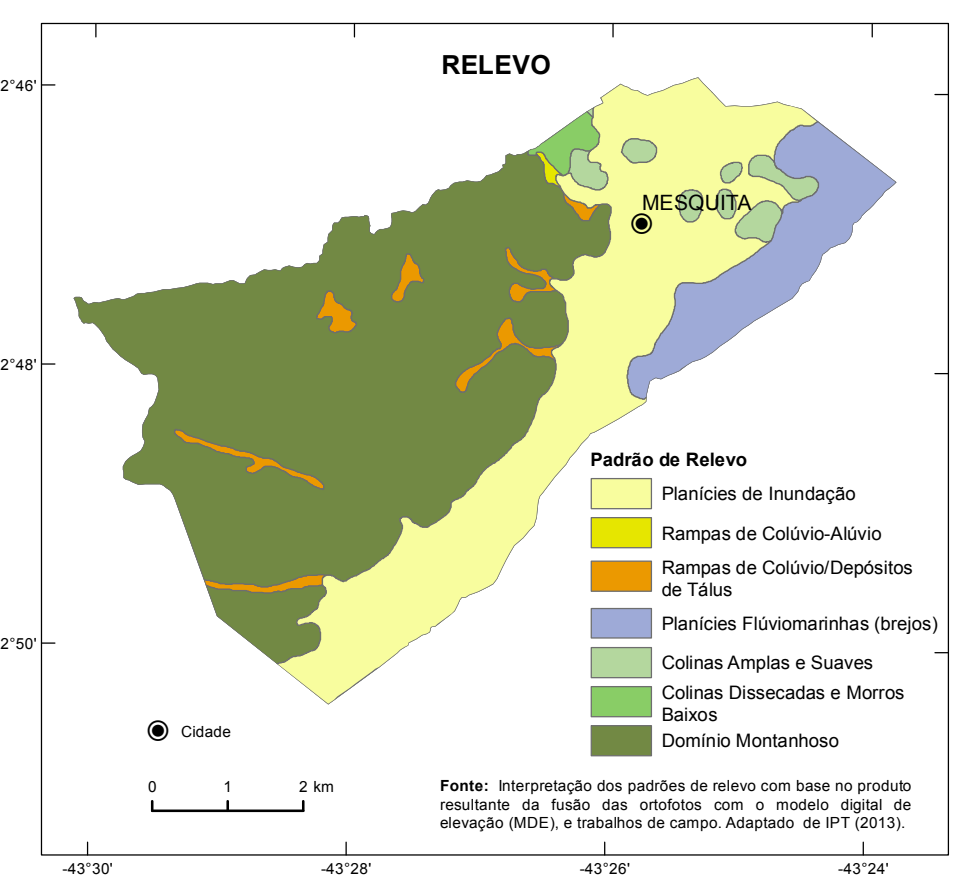 RELEVO
2°46'
MESQUITA
2°48'
Padrão de Relevo
Planícies de Inundação
Rampas de Colúvio-Alúvio
Rampas de Colúvio/Depósitos
de Tálus
Planícies Flúviomarinhas (brejos)
Colinas Amplas e Suaves
Colinas Dissecadas e Morros
Baixos
Domínio Montanhoso
2°50'
Cidade
0 1 2 km
Fonte: Interpretação dos padrões de relevo com base no produto
resultante da fusão das ortofotos com o modelo digital de
elevação (MDE), e trabalhos de campo. Adaptado de IPT (2013).
-43°30' -43°28' -43°26' -43°24'